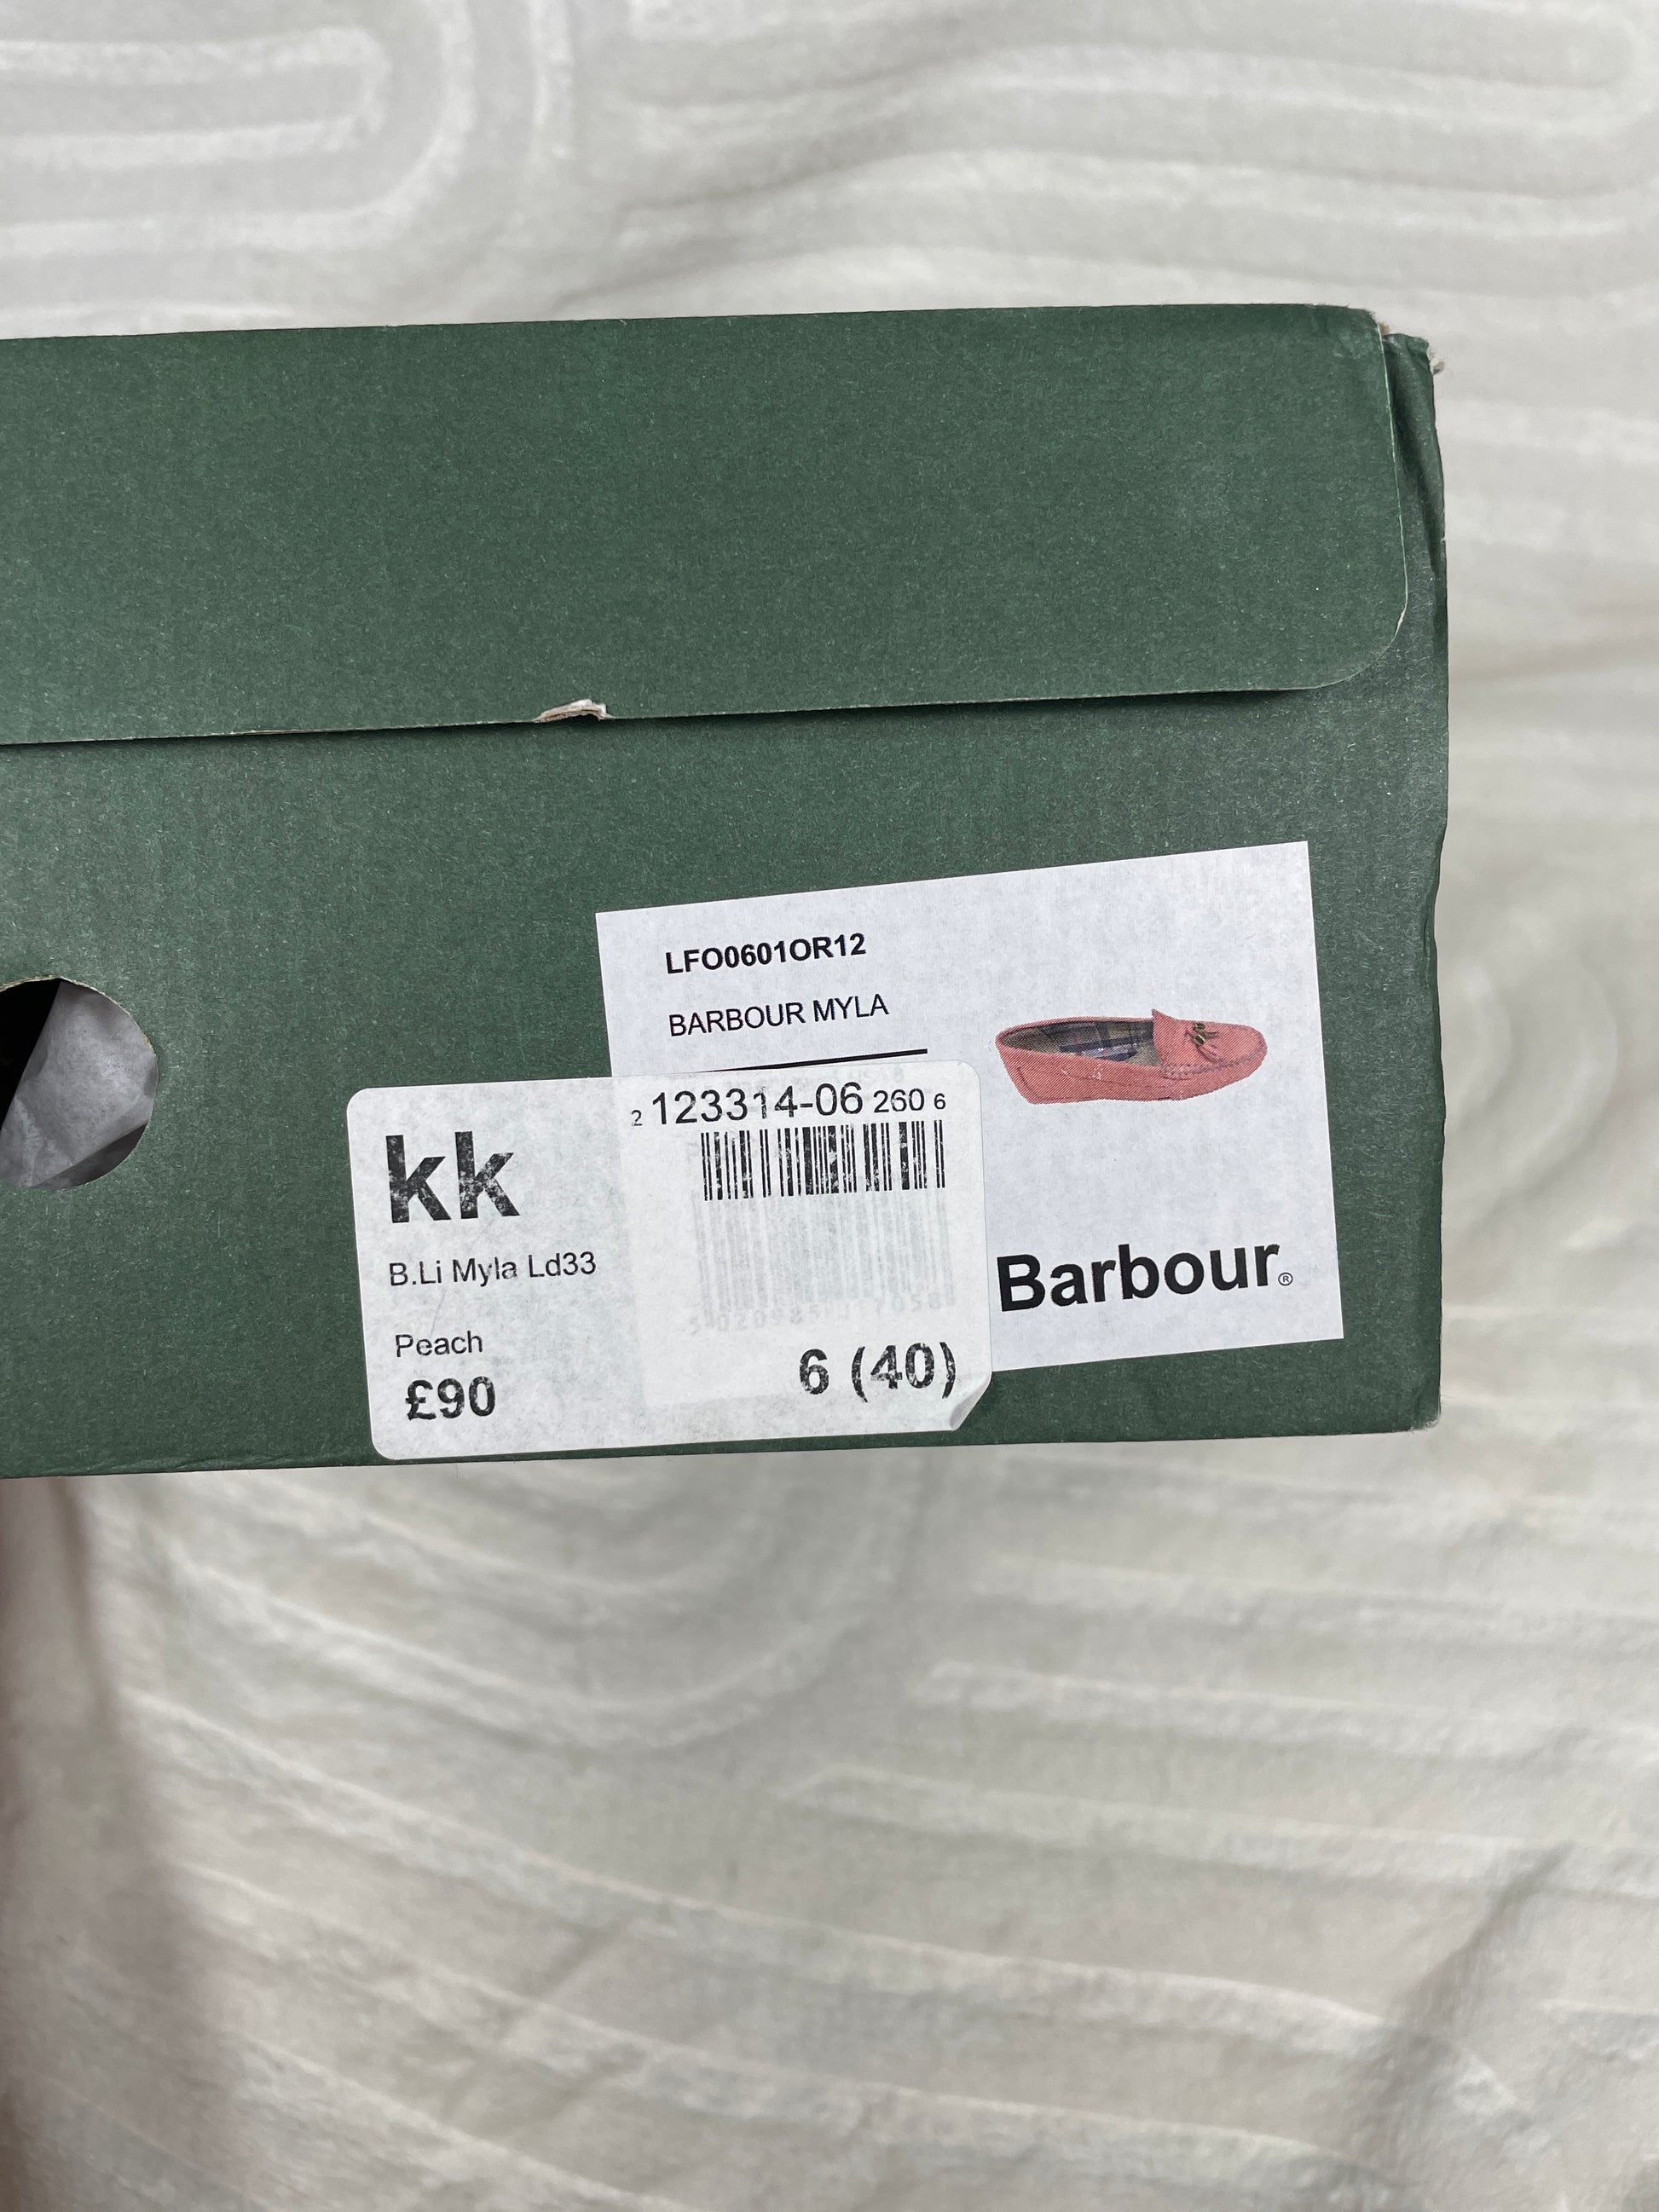 LFO0601OR12
BARBOUR MYLA
2 123314-06 260 6
kk
B.Li Myla Ld33
Peach
£90
6 (40)
Barbour®